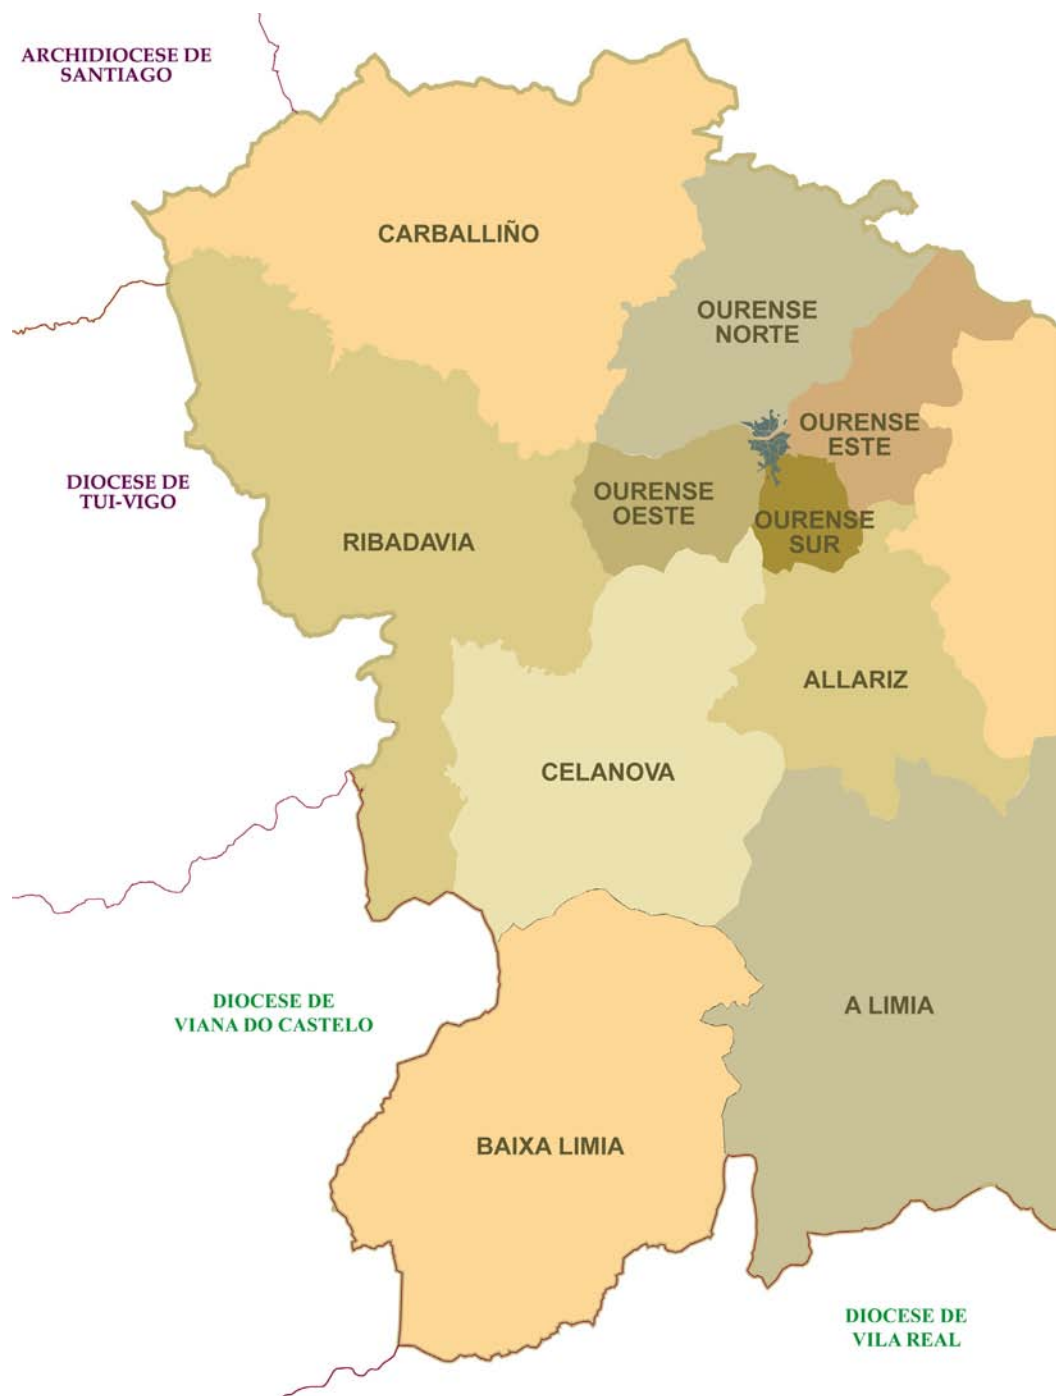 ARCHIDIOCESE DE
SANTIAGO
CARBALLIÑO
OURENSE
NORTE
OURENSE
ESTE
DIOCESE DE
TUI-VIGO
OURENSE
OESTE
OURENSE
SUR
RIBADAVIA
ALLARIZ
CELANOVA
DIOCESE DE
VIANA DO CASTELO
A LIMIA
BAIXA LIMIA
DIOCESE DE
VILA REAL